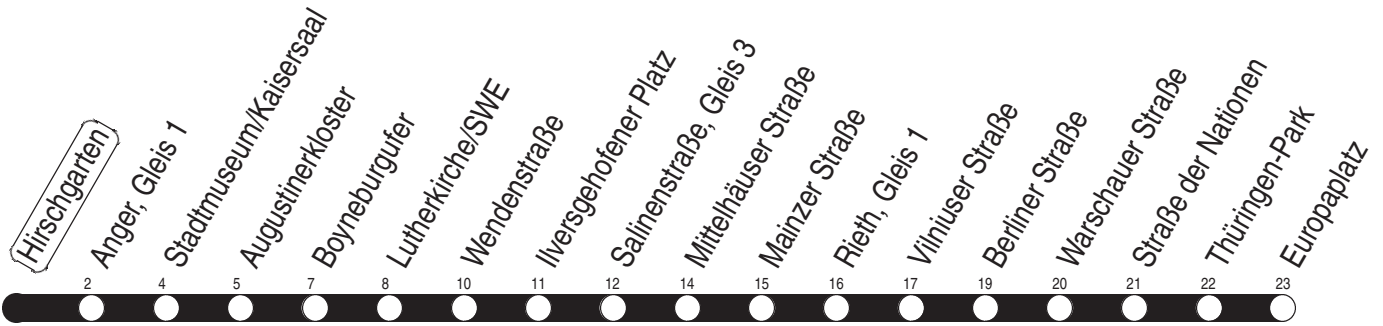 Hirschgarten
Anger, Gleis 1
Stadtmuseum/Kaisersaal
Augustinerkloster
Boyneburgufer
Lutherkirche/SWE
Wendenstraße
Ilversgehofener Platz
Salinenstraße, Gleis 3
Mittelhäuser Straße
Mainzer Straße
Rieth, Gleis 1
Vilniuser Straße
Berliner Straße
Warschauer Straße
Straße der Nationen
Thüringen-Park
Europaplatz
2 4 5 7 8 10 11 12 14 15 16 17 19 20 21 22 23